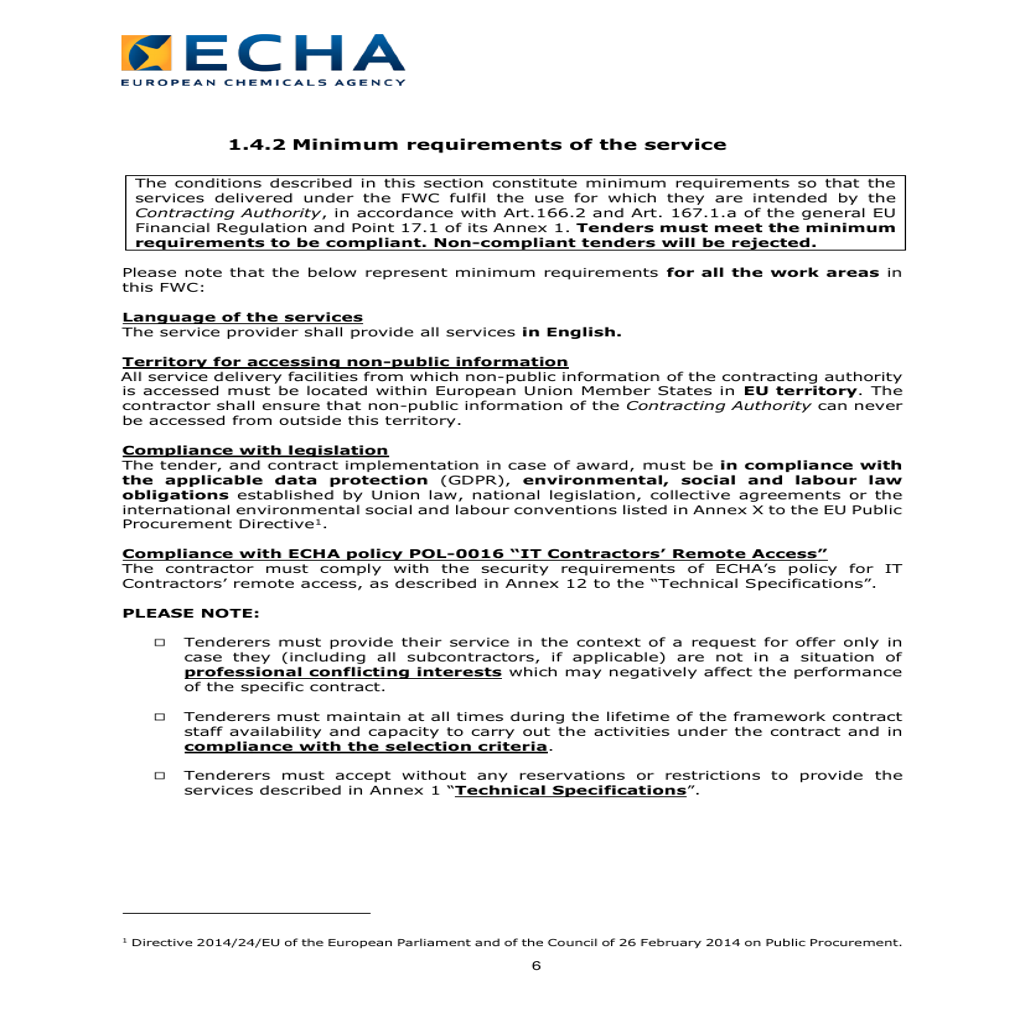 ECHA
EUROPEAN CHEMICALS AGENCY
1.4.2 Minimum requirements of the service
The conditions described in this section constitute minimum requirements so that the
services delivered under the FWC fulfil the use for which they are intended by the
Contracting Authority, in accordance with Art.166.2 and Art. 167.1.a of the general EU
Financial Regulation and Point 17.1 of its Annex 1. Tenders must meet the minimum
requirements to be compliant. Non-compliant tenders will be rejected.
Please note that the below represent minimum requirements for all the work areas in
this FWC:
Language of the services
The service provider shall provide all services in English.
Territory for accessing non-public information
All service delivery facilities from which non-public information of the contracting authority
is accessed must be located within European Union Member States in EU territory. The
contractor shall ensure that non-public information of the Contracting Authority can never
be accessed from outside this territory.
Compliance with legislation
The tender, and contract implementation in case of award, must be in compliance with
the applicable data protection (GDPR), environmental, social and labour law
obligations established by Union law, national legislation, collective agreements or the
international environmental social and labour conventions listed in Annex X to the EU Public
Procurement Directive¹.
Compliance with ECHA policy POL-0016 “IT Contractors’ Remote Access”
The contractor must comply with the security requirements of ECHA’s policy for IT
Contractors’ remote access, as described in Annex 12 to the “Technical Specifications”.
PLEASE NOTE:
□ Tenderers must provide their service in the context of a request for offer only in
case they (including all subcontractors, if applicable) are not in a situation of
professional conflicting interests which may negatively affect the performance
of the specific contract.
□ Tenderers must maintain at all times during the lifetime of the framework contract
staff availability and capacity to carry out the activities under the contract and in
compliance with the selection criteria.
□ Tenderers must accept without any reservations or restrictions to provide the
services described in Annex 1 “Technical Specifications”.
¹ Directive 2014/24/EU of the European Parliament and of the Council of 26 February 2014 on Public Procurement.
6